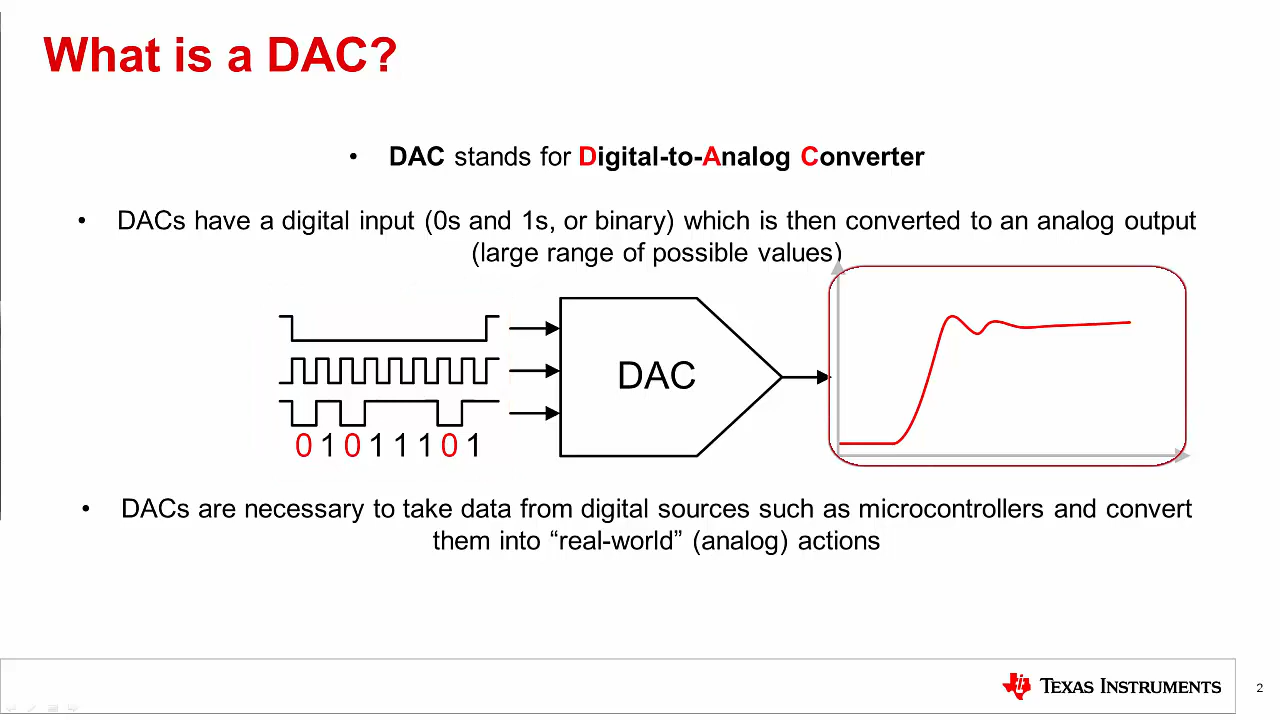 What is a DAC?
• DAC stands for Digital-to-Analog Converter
• DACs have a digital input (0s and 1s, or binary) which is then converted to an analog output
(large range of possible values)
DAC
0 1 0 1 1 1 0 1
• DACs are necessary to take data from digital sources such as microcontrollers and convert
them into “real-world” (analog) actions
TEXAS INSTRUMENTS
2